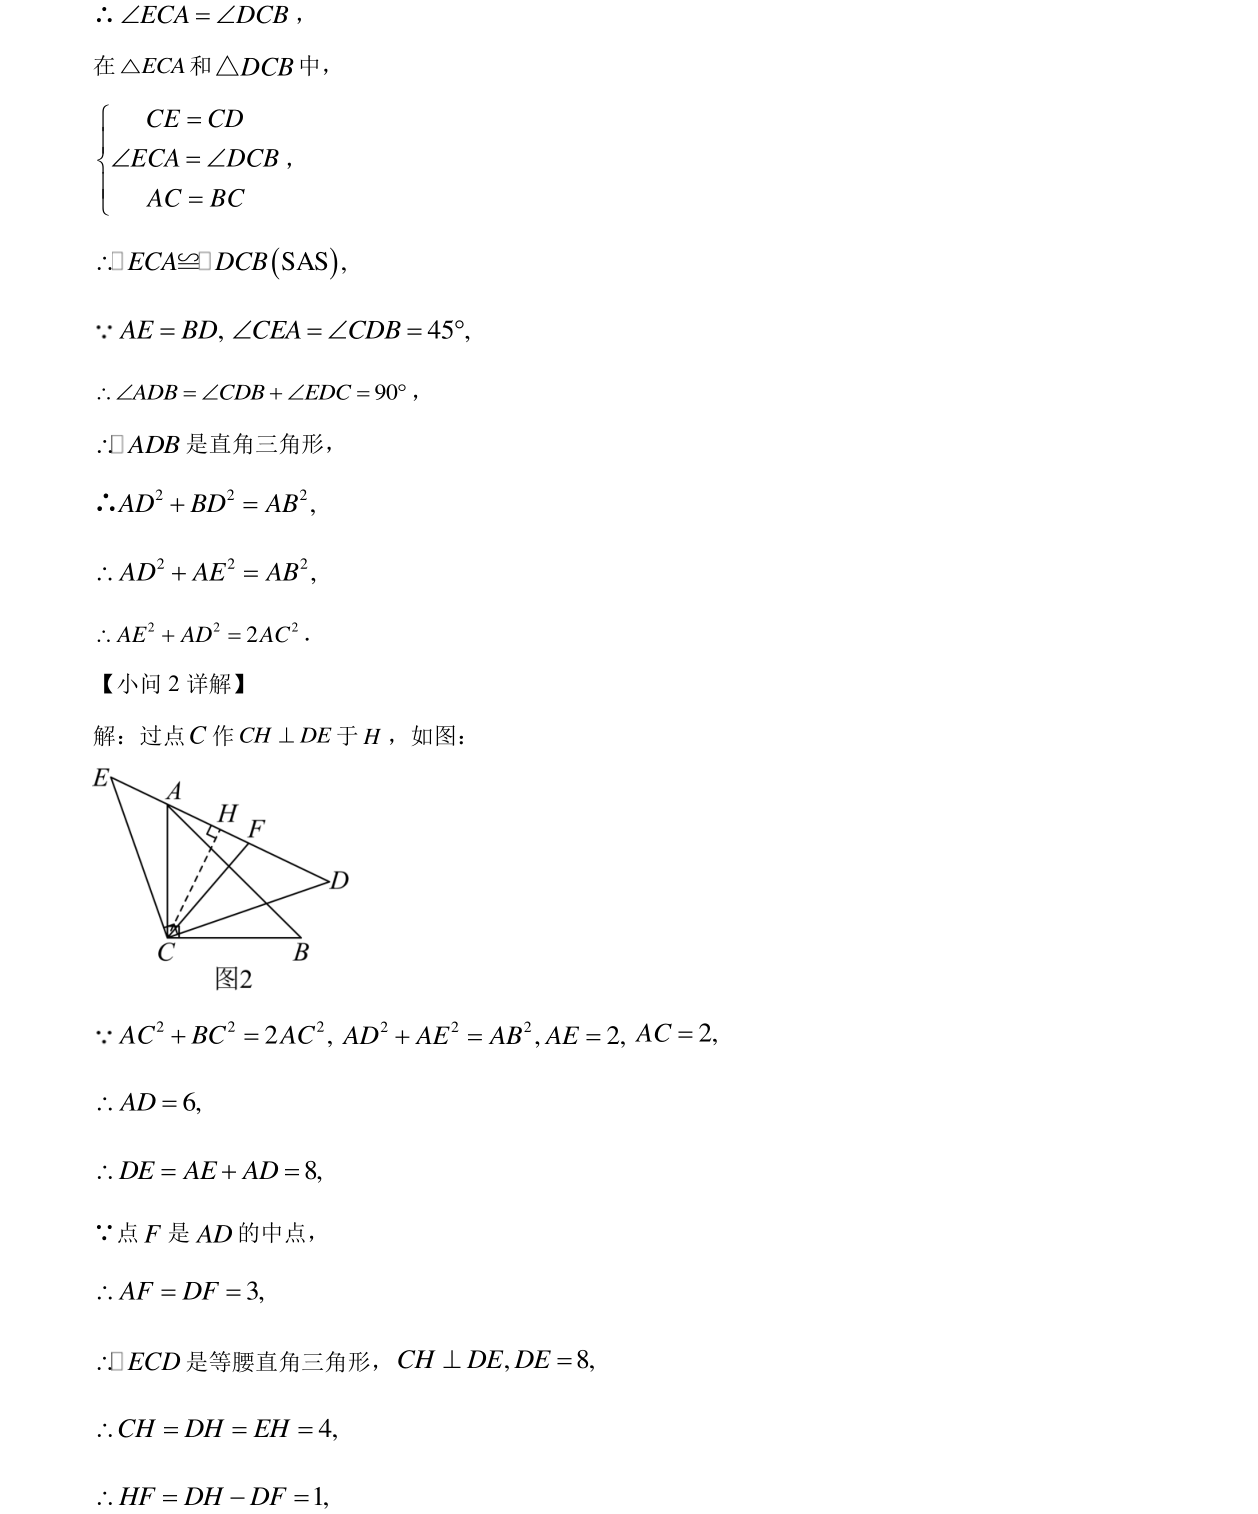 ∴ ∠ECA = ∠DCB，
在 △ECA 和 △DCB 中，
CE = CD
∠ECA = ∠DCB，
AC = BC
∴□ECA≌□DCB(SAS),
∵ AE = BD, ∠CEA = ∠CDB = 45°,
∴ ∠ADB = ∠CDB + ∠EDC = 90°，
∴□ADB 是直角三角形，
∴AD² + BD² = AB²,
∴ AD² + AE² = AB²,
∴ AE² + AD² = 2AC²．
【小问 2 详解】
解：过点 C 作 CH ⊥ DE 于 H，如图：
E
A
H
F
D
C
B
图2
∵ AC² + BC² = 2AC², AD² + AE² = AB², AE = 2, AC = 2,
∴ AD = 6,
∴ DE = AE + AD = 8,
∵点 F 是 AD 的中点，
∴ AF = DF = 3,
∴□ECD 是等腰直角三角形，CH ⊥ DE, DE = 8,
∴ CH = DH = EH = 4,
∴ HF = DH − DF = 1,